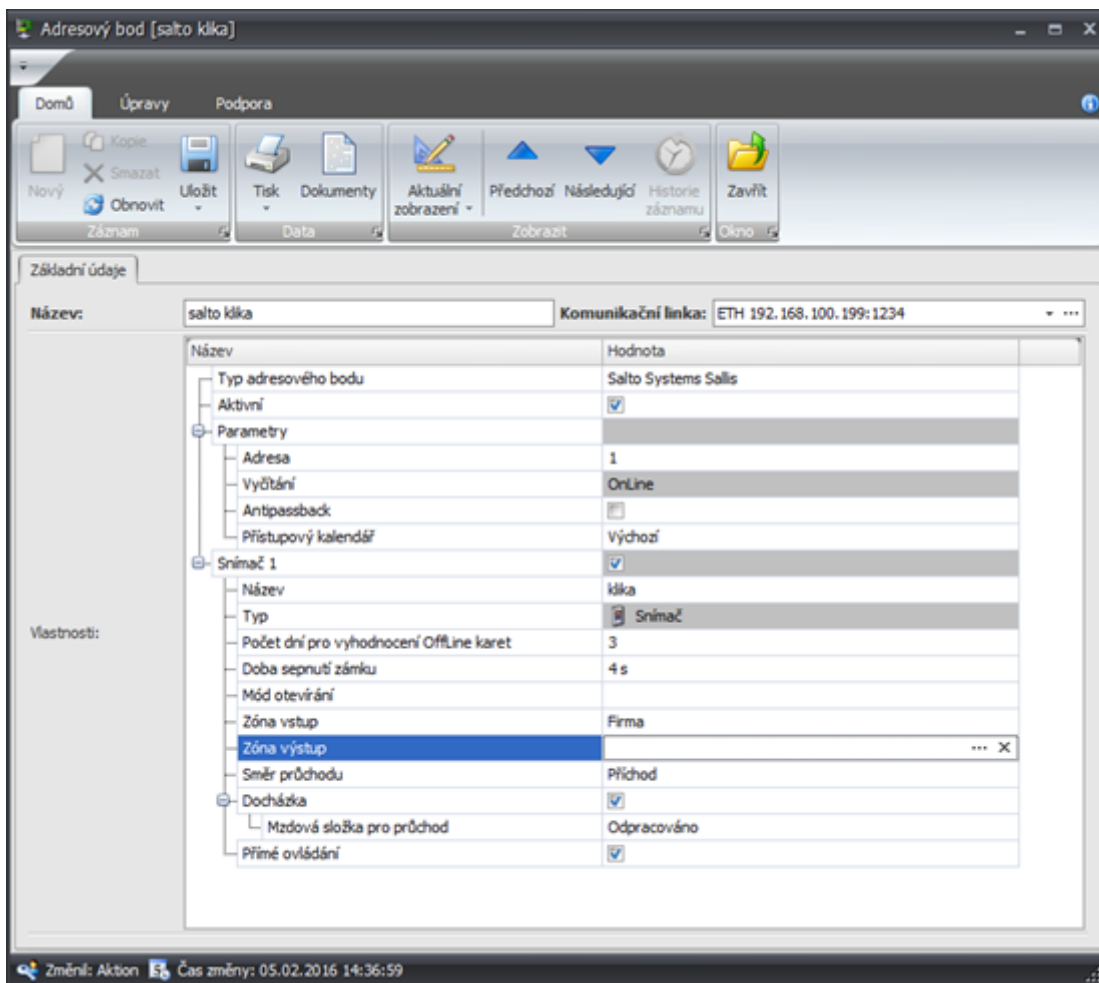 Adresový bod [salto klika]
Domů Úpravy Podpora
Nový
Kopie
Smazat
Obnovit
Uložit
Záznam
Tisk
Dokumenty
Data
Aktuální zobrazení
Předchozí
Následující
Historie záznamu
Zobrazit
Zavřít
Okno
Základní údaje
Název: salto klika Komunikační linka: ETH 192.168.100.199:1234
Vlastnosti:
Název Hodnota
Typ adresového bodu Salto Systems Sallis
Aktivní
Parametry
Adresa 1
Vyčítání OnLine
Antipassback
Přístupový kalendář Výchozí
Snímač 1
Název klika
Typ Snímač
Počet dní pro vyhodnocení OffLine karet 3
Doba sepnutí zámku 4 s
Mód otevírání
Zóna vstup Firma
Zóna výstup
Směr průchodu Příchod
Docházka
Mzdová složka pro průchod Odpracováno
Přímé ovládání
Změnil: Aktion Čas změny: 05.02.2016 14:36:59